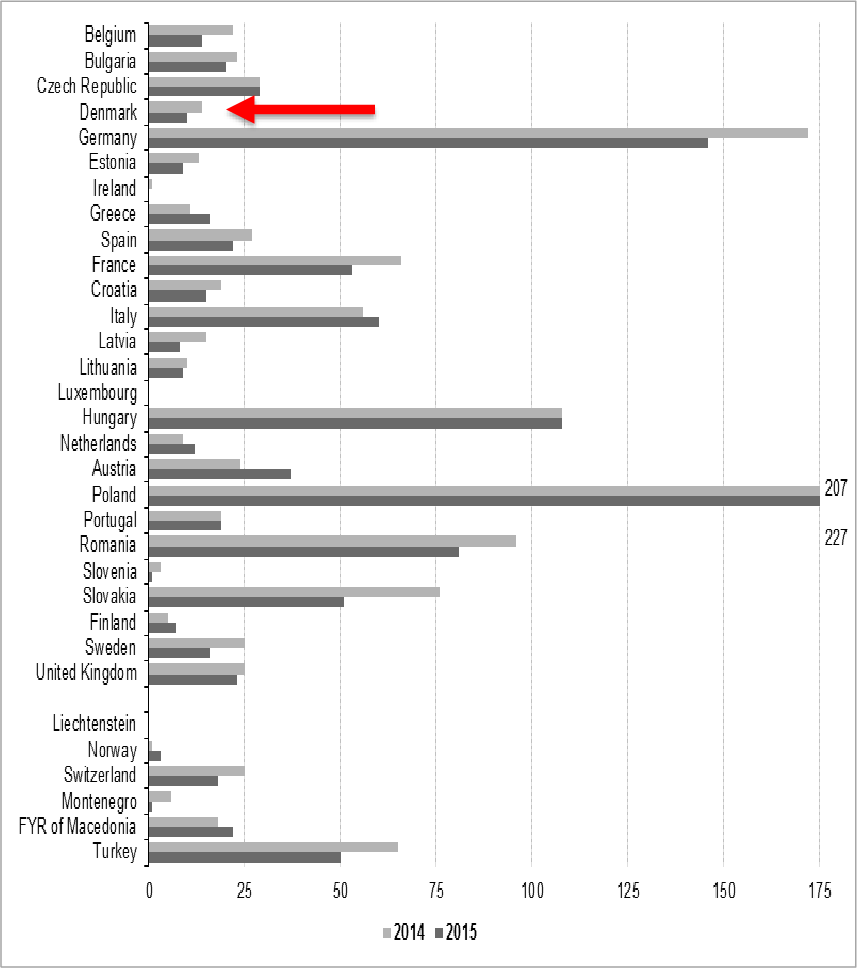 Belgium
Bulgaria
Czech Republic
Denmark
Germany
Estonia
Ireland
Greece
Spain
France
Croatia
Italy
Latvia
Lithuania
Luxembourg
Hungary
Netherlands
Austria
Poland 207
Portugal
Romania 227
Slovenia
Slovakia
Finland
Sweden
United Kingdom
Liechtenstein
Norway
Switzerland
Montenegro
FYR of Macedonia
Turkey
0 25 50 75 100 125 150 175
2014 2015